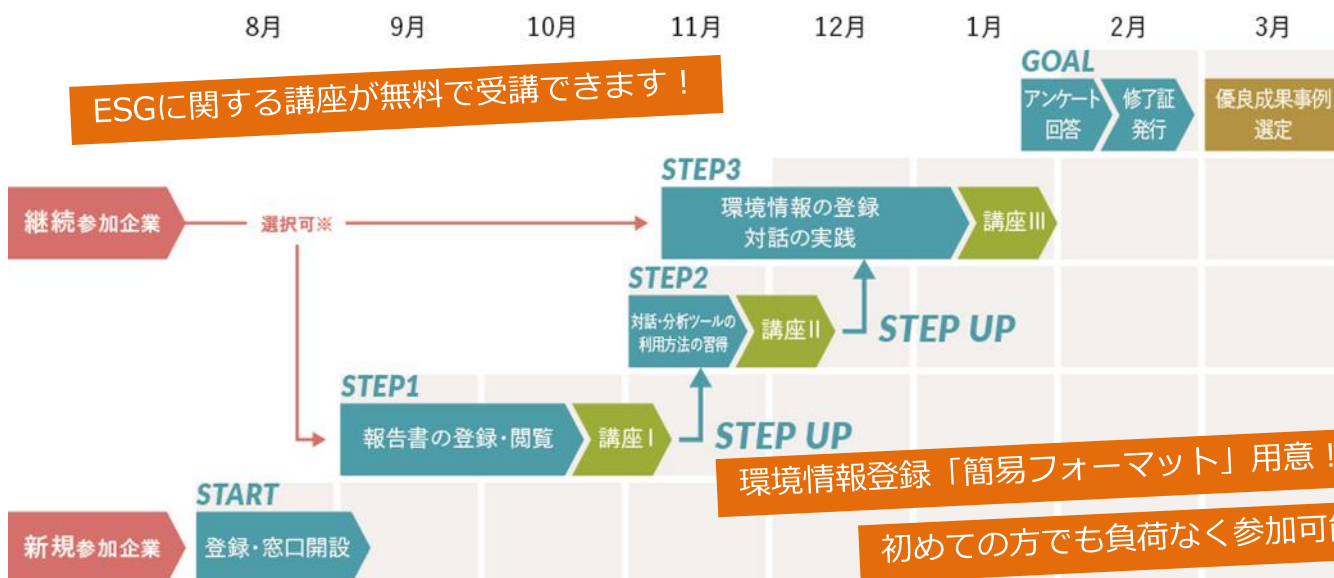 8月
9月
10月
11月
12月
1月
2月
3月
ESGに関する講座が無料で受講できます！
GOAL
アンケート
回答
修了証
発行
優良成果事例
選定
継続参加企業
選択可※
STEP3
環境情報の登録
対話の実践
講座III
STEP2
対話・分析ツールの
利用方法の習得
講座II
STEP UP
STEP1
報告書の登録・閲覧
講座I
STEP UP
環境情報登録「簡易フォーマット」用意！
初めての方でも負荷なく参加可
START
新規参加企業
登録・窓口開設